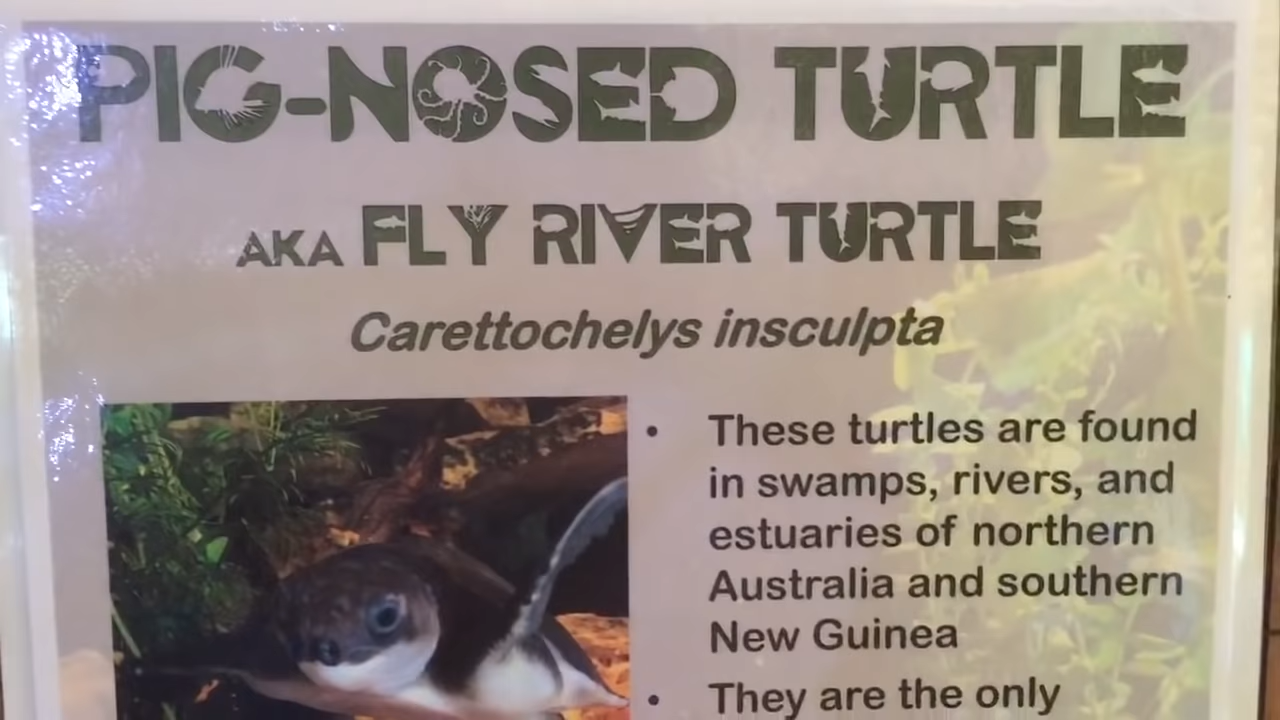 PIG-NOSED TURTLE
AKA FLY RIVER TURTLE
Carettochelys insculpta
• These turtles are found
in swamps, rivers, and
estuaries of northern
Australia and southern
New Guinea
• They are the only